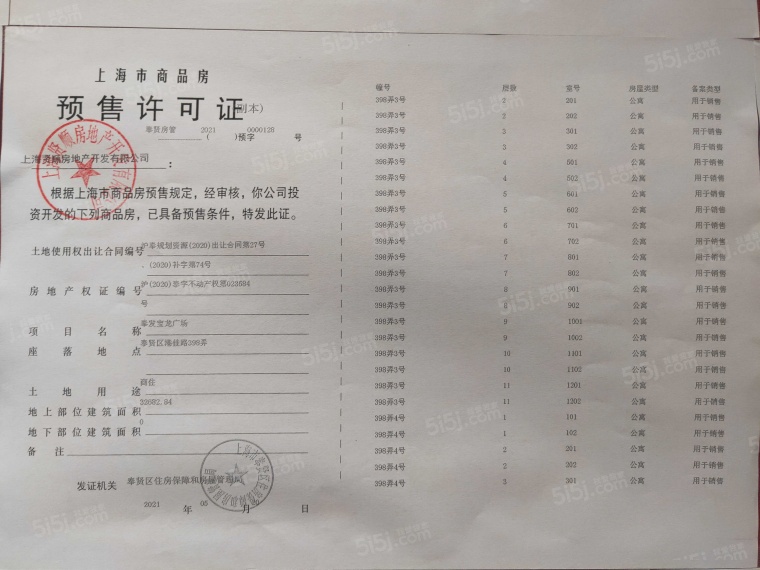 上海市商品房
预售许可证(副本)
奉贤房管 2021 0000128
( )预字 号
上海贤顺房地产开发有限公司:
根据上海市商品房预售规定，经审核，你公司投
资开发的下列商品房，已具备预售条件，特发此证。
土地使用权出让合同编号 沪奉规划资源(2020)出让合同第27号
、(2020)补字第74号
房地产权证编号 沪(2020)奉字不动产权第023684
号
项目名称 奉发宝龙广场
座落地点 奉贤区 路398弄
土地用途 商住
地上部位建筑面积 32682.84
地下部位建筑面积 0
备注
发证机关 奉贤区住房保障和房屋管理局
2021 年 05 月 日
幢号 层数 室号 房屋类型 备案类型
398弄3号 2 201 公寓 用于销售
398弄3号 2 202 公寓 用于销售
398弄3号 3 301 公寓 用于销售
398弄3号 3 302 公寓 用于销售
398弄3号 4 501 公寓 用于销售
398弄3号 4 502 公寓 用于销售
398弄3号 5 601 公寓 用于销售
398弄3号 5 602 公寓 用于销售
398弄3号 6 701 公寓 用于销售
398弄3号 6 702 公寓 用于销售
398弄3号 7 801 公寓 用于销售
398弄3号 7 802 公寓 用于销售
398弄3号 8 901 公寓 用于销售
398弄3号 8 902 公寓 用于销售
398弄3号 9 1001 公寓 用于销售
398弄3号 9 1002 公寓 用于销售
398弄3号 10 1101 公寓 用于销售
398弄3号 10 1102 公寓 用于销售
398弄3号 11 1201 公寓 用于销售
398弄3号 11 1202 公寓 用于销售
398弄4号 1 101 公寓 用于销售
398弄4号 1 102 公寓 用于销售
398弄4号 2 201 公寓 用于销售
398弄4号 2 202 公寓 用于销售
398弄4号 3 301 公寓 用于销售
上海贤顺房地产开发有限公司
5i5j.com